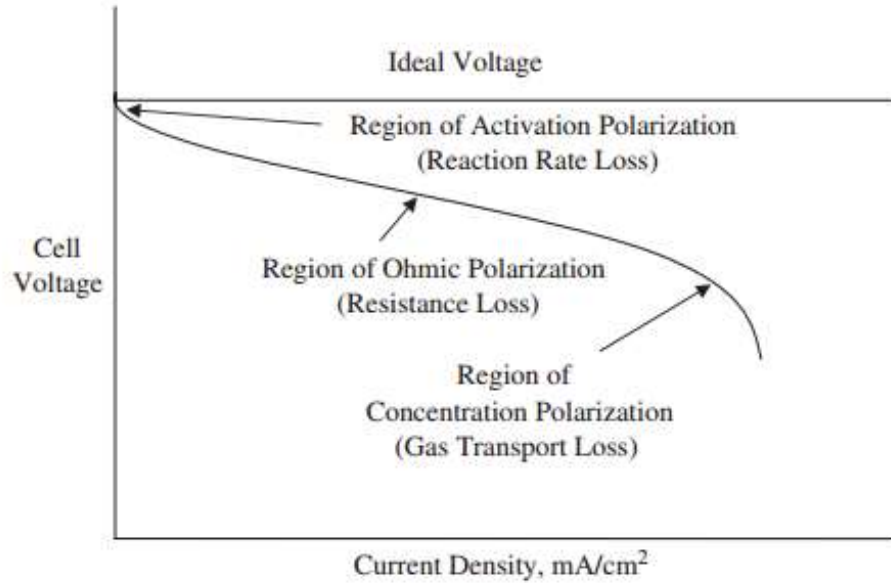 Ideal Voltage
Region of Activation Polarization
(Reaction Rate Loss)
Cell
Voltage
Region of Ohmic Polarization
(Resistance Loss)
Region of
Concentration Polarization
(Gas Transport Loss)
Current Density, mA/cm²